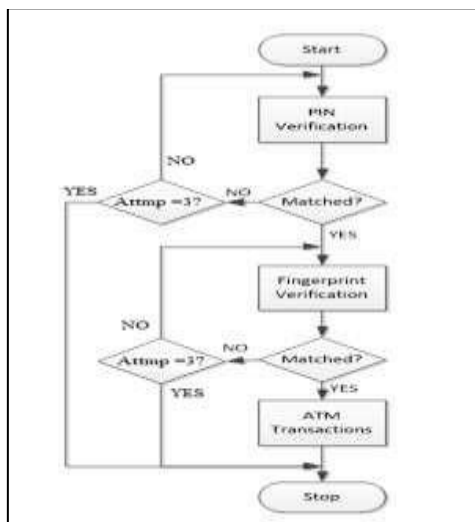 Start
PIN
Verification
NO
YES
Attmp =3?
NO
Matched?
YES
Fingerprint
Verification
NO
Attmp =3?
NO
Matched?
YES
YES
ATM
Transactions
Stop